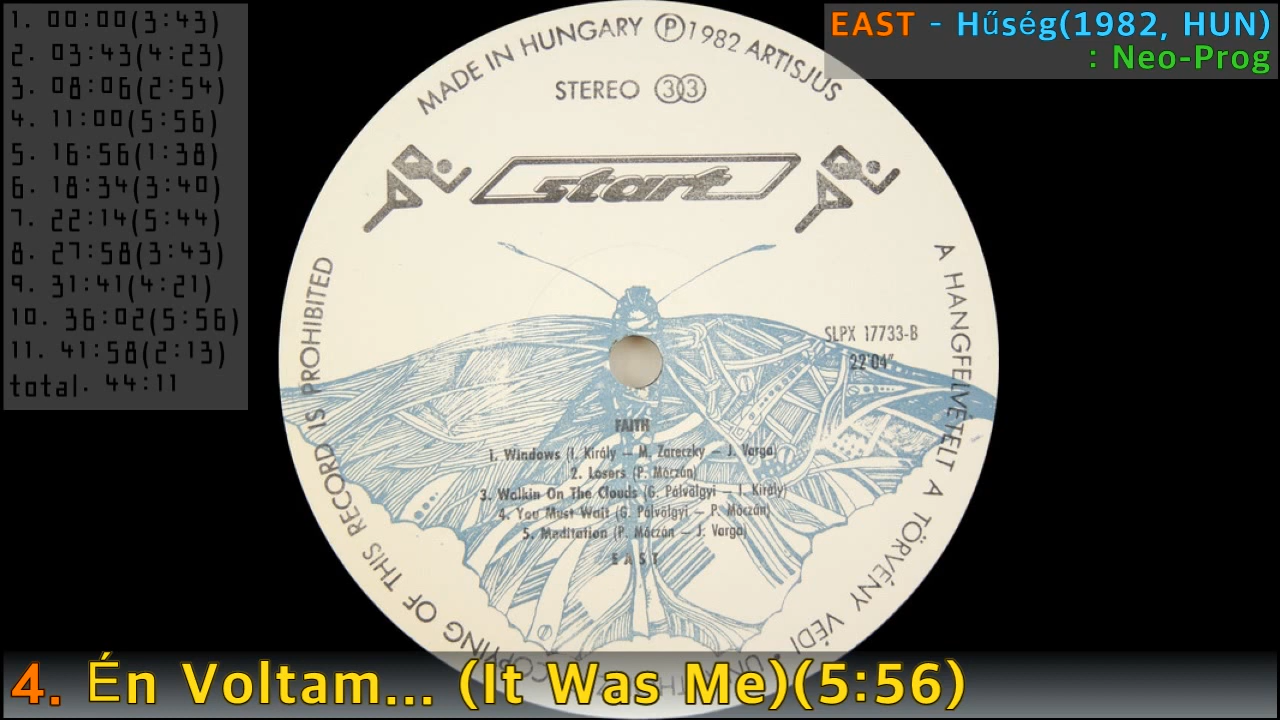 1. 00:00(3:43)
2. 03:43(4:23)
3. 08:06(2:54)
4. 11:00(5:56)
5. 16:56(1:38)
6. 18:34(3:40)
7. 22:14(5:44)
8. 27:58(3:43)
9. 31:41(4:21)
10. 36:02(5:56)
11. 41:58(2:13)
total. 44:11
EAST - Hűség(1982, HUN)
: Neo-Prog
MADE IN HUNGARY Ⓟ1982 ARTISJUS
STEREO 33
start
A HANGFELVÉTELT A TÖRVÉNY VÉDI
COPYING OF THIS RECORD IS PROHIBITED
SLPX 17733-B
22'04"
FAITH
1. Windows (I. Király – M. Zareczky – J. Varga)
2. Losers (P. Móczán)
3. Walkin On The Clouds (G. Pálvölgyi – I. Király)
4. You Must Wait (G. Pálvölgyi – P. Móczán)
5. Meditation (P. Móczán – J. Varga)
EAST
4. Én Voltam... (It Was Me)(5:56)